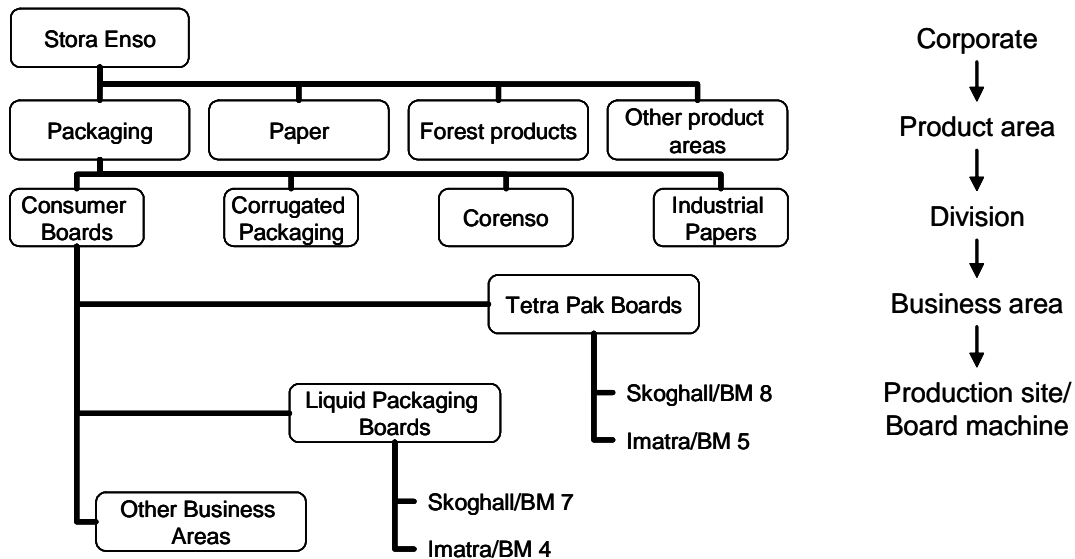 Stora Enso
Corporate
Packaging
Paper
Forest products
Other product
areas
Product area
Consumer
Boards
Corrugated
Packaging
Corenso
Industrial
Papers
Division
Tetra Pak Boards
Business area
Skoghall/BM 8
Imatra/BM 5
Production site/
Board machine
Liquid Packaging
Boards
Skoghall/BM 7
Imatra/BM 4
Other Business
Areas